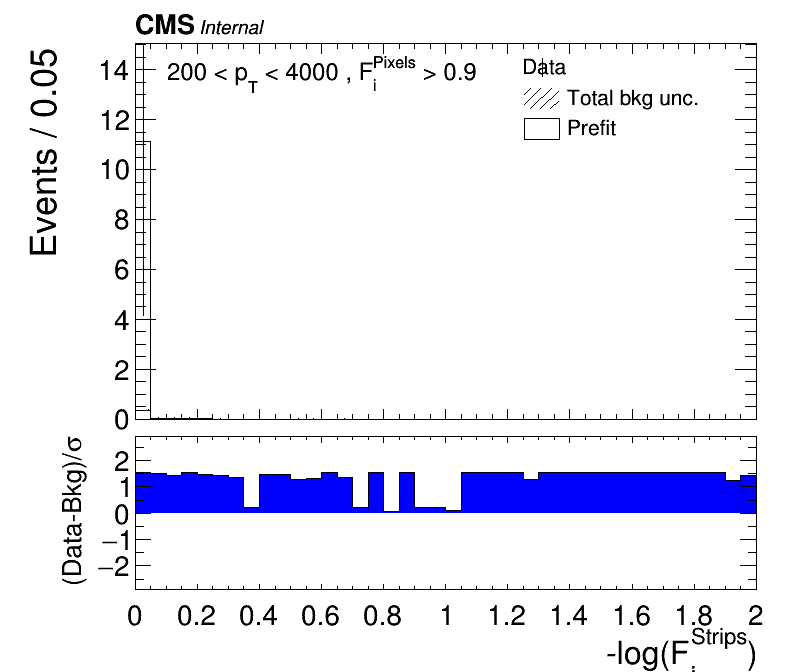 CMS Internal
200 < p_T < 4000 , F_i^Pixels > 0.9
Data
Total bkg unc.
Prefit
Events / 0.05
14
12
10
8
6
4
2
0
(Data-Bkg)/σ
2
1
0
−1
−2
0 0.2 0.4 0.6 0.8 1 1.2 1.4 1.6 1.8 2
-log(F_i^Strips)